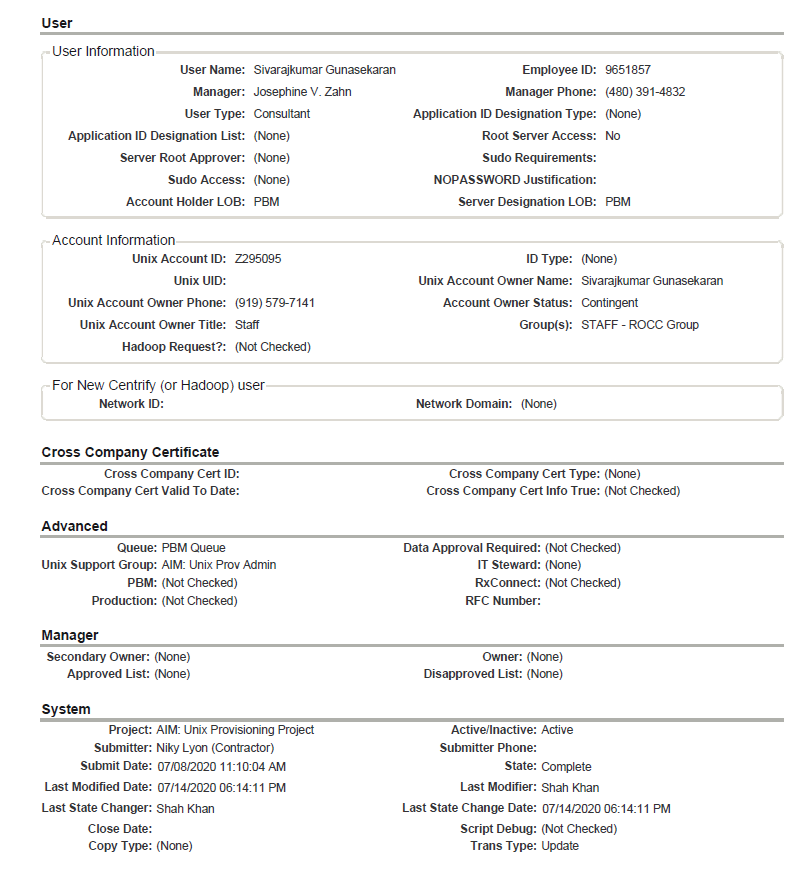 User
User Information
User Name: Sivarajkumar Gunasekaran Employee ID: 9651857
Manager: Josephine V. Zahn Manager Phone: (480) 391-4832
User Type: Consultant Application ID Designation Type: (None)
Application ID Designation List: (None) Root Server Access: No
Server Root Approver: (None) Sudo Requirements:
Sudo Access: (None) NOPASSWORD Justification:
Account Holder LOB: PBM Server Designation LOB: PBM
Account Information
Unix Account ID: Z295095 ID Type: (None)
Unix UID: Unix Account Owner Name: Sivarajkumar Gunasekaran
Unix Account Owner Phone: (919) 579-7141 Account Owner Status: Contingent
Unix Account Owner Title: Staff Group(s): STAFF - ROCC Group
Hadoop Request?: (Not Checked)
For New Centrify (or Hadoop) user
Network ID: Network Domain: (None)
Cross Company Certificate
Cross Company Cert ID: Cross Company Cert Type: (None)
Cross Company Cert Valid To Date: Cross Company Cert Info True: (Not Checked)
Advanced
Queue: PBM Queue Data Approval Required: (Not Checked)
Unix Support Group: AIM: Unix Prov Admin IT Steward: (None)
PBM: (Not Checked) RxConnect: (Not Checked)
Production: (Not Checked) RFC Number:
Manager
Secondary Owner: (None) Owner: (None)
Approved List: (None) Disapproved List: (None)
System
Project: AIM: Unix Provisioning Project Active/Inactive: Active
Submitter: Niky Lyon (Contractor) Submitter Phone:
Submit Date: 07/08/2020 11:10:04 AM State: Complete
Last Modified Date: 07/14/2020 06:14:11 PM Last Modifier: Shah Khan
Last State Changer: Shah Khan Last State Change Date: 07/14/2020 06:14:11 PM
Close Date: Script Debug: (Not Checked)
Copy Type: (None) Trans Type: Update